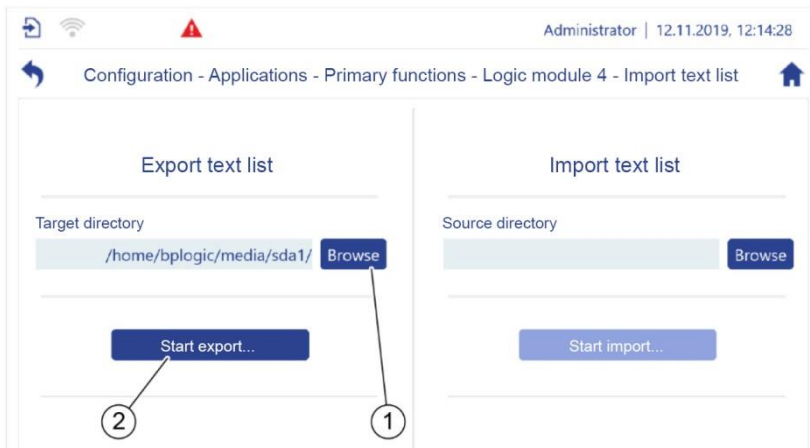 Administrator | 12.11.2019, 12:14:28
Configuration - Applications - Primary functions - Logic module 4 - Import text list
Export text list
Target directory
/home/bplogic/media/sda1/ Browse
Start export...
2
1
Import text list
Source directory
Browse
Start import...